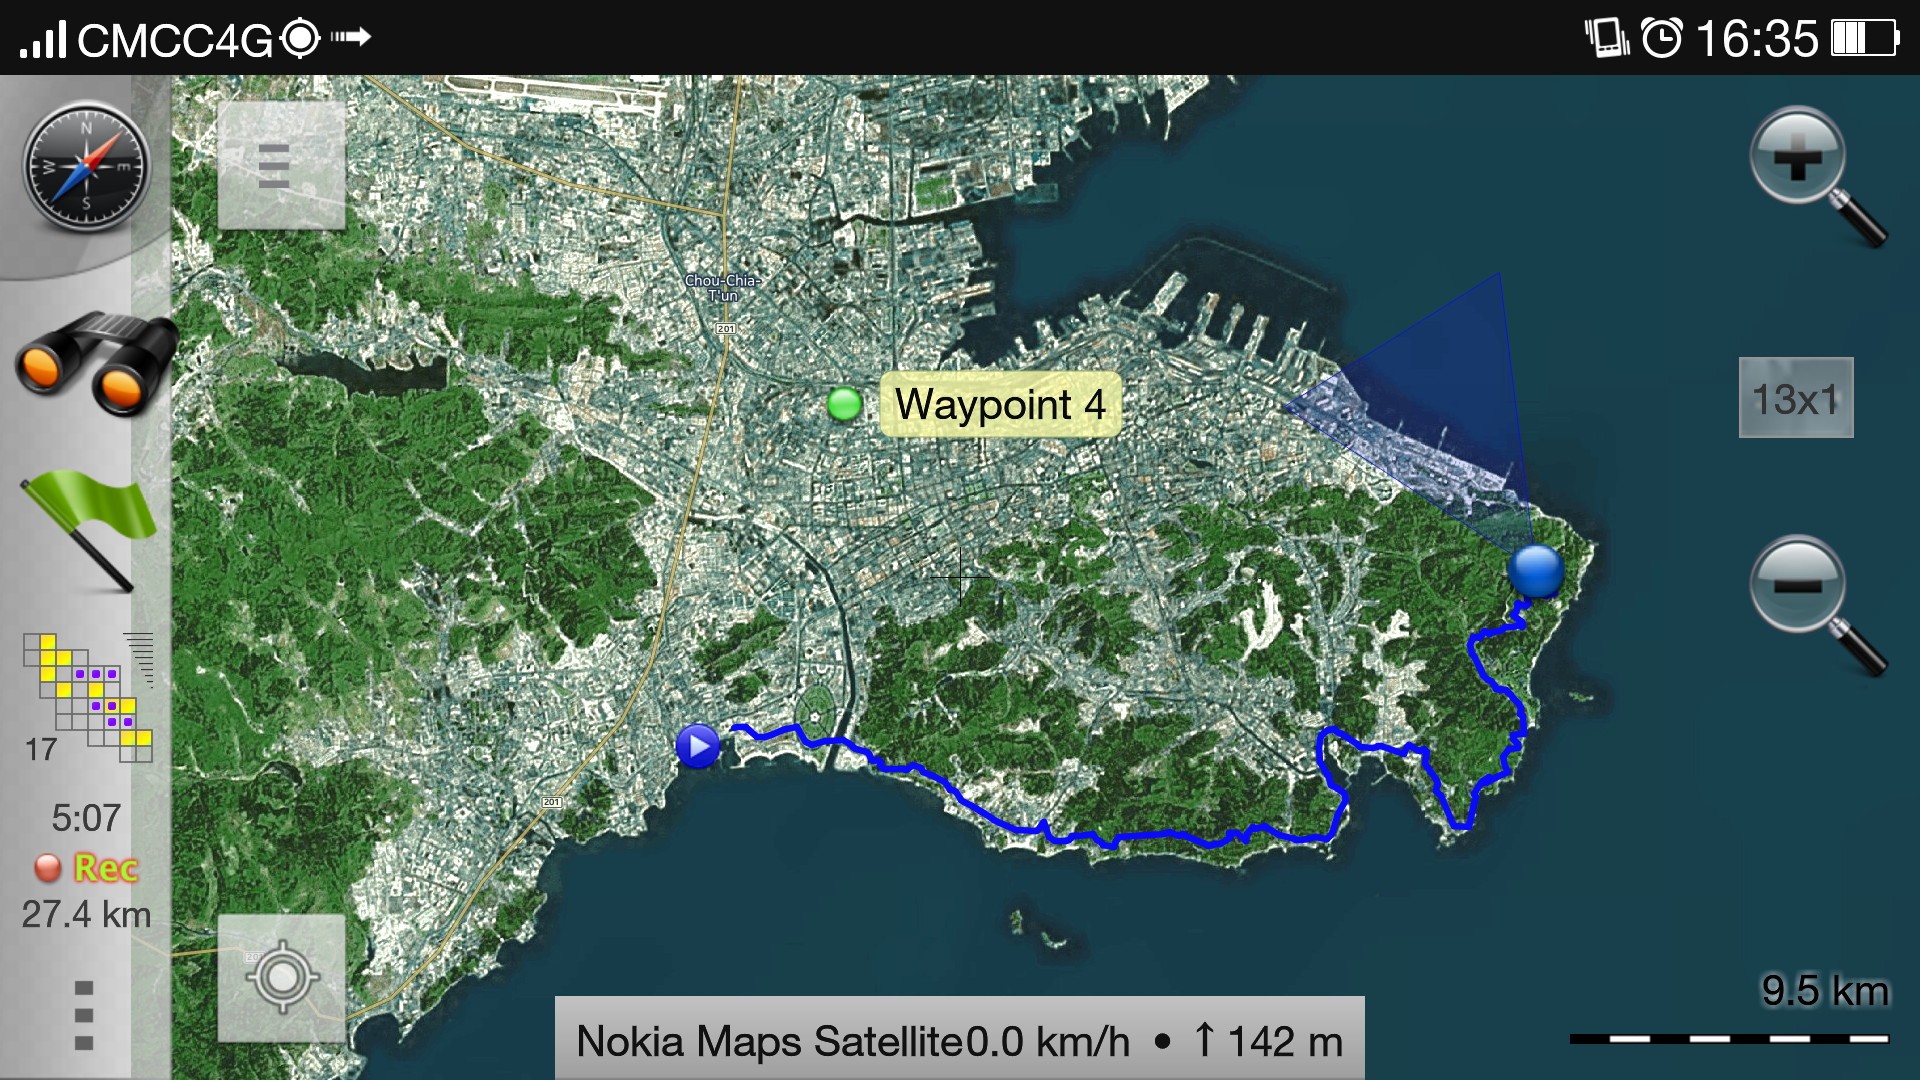 CMCC4G
16:35
N
E
S
W
Chou-Chia-
T'un
201
Waypoint 4
13x1
17
201
5:07
Rec
27.4 km
201
9.5 km
Nokia Maps Satellite0.0 km/h • ↑ 142 m